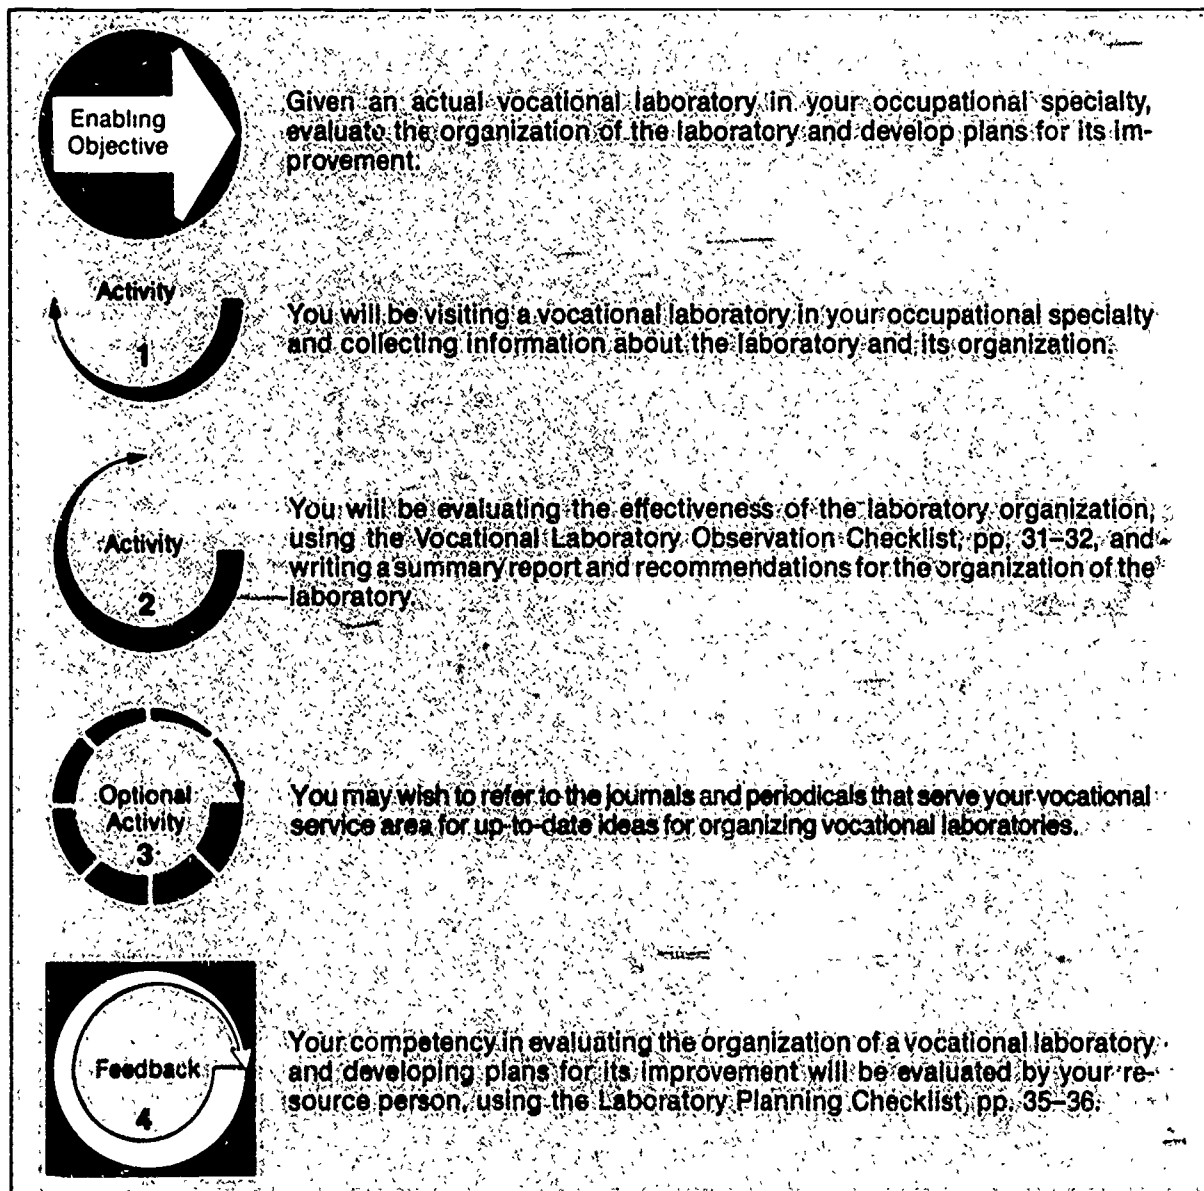 Enabling
Objective
Given an actual vocational laboratory in your occupational specialty,
evaluate the organization of the laboratory and develop plans for its im-
provement.
Activity
1
You will be visiting a vocational laboratory in your occupational specialty
and collecting information about the laboratory and its organization.
Activity
2
You will be evaluating the effectiveness of the laboratory organization,
using the Vocational Laboratory Observation Checklist, pp. 31–32, and
writing a summary report and recommendations for the organization of the
laboratory.
Optional
Activity
3
You may wish to refer to the journals and periodicals that serve your vocational
service area for up-to-date ideas for organizing vocational laboratories.
Feedback
4
Your competency in evaluating the organization of a vocational laboratory
and developing plans for its improvement will be evaluated by your re-
source person, using the Laboratory Planning Checklist, pp. 35–36.